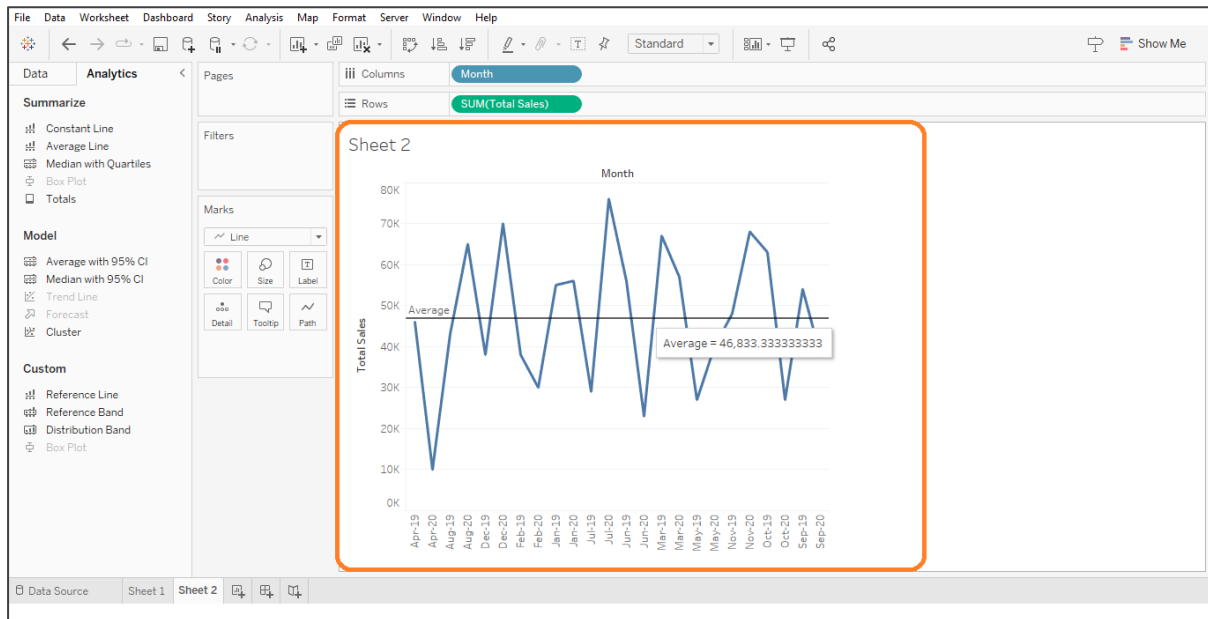 File Data Worksheet Dashboard Story Analysis Map Format Server Window Help
Standard
Show Me
Data Analytics
Summarize
Constant Line
Average Line
Median with Quartiles
Box Plot
Totals
Model
Average with 95% CI
Median with 95% CI
Trend Line
Forecast
Cluster
Custom
Reference Line
Reference Band
Distribution Band
Box Plot
Pages
Filters
Marks
Line
Color Size Label
Detail Tooltip Path
Columns Month
Rows SUM(Total Sales)
Sheet 2
Month
Total Sales
80K
70K
60K
50K
40K
30K
20K
10K
0K
Average
Average = 46,833.333333333
Apr-19
Apr-20
Aug-19
Aug-20
Dec-19
Dec-20
Feb-19
Feb-20
Jan-19
Jan-20
Jul-19
Jul-20
Jun-19
Jun-20
Mar-19
Mar-20
May-19
May-20
Nov-19
Nov-20
Oct-19
Oct-20
Sep-19
Sep-20
Data Source Sheet 1 Sheet 2